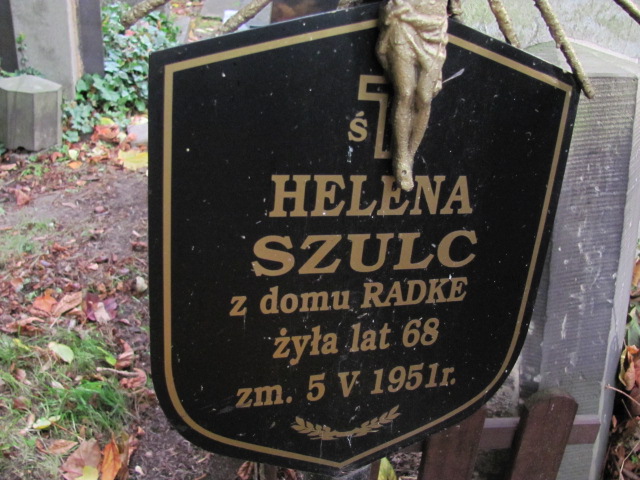 Ś
HELENA
SZULC
z domu RADKE
żyła lat 68
zm. 5 V 1951r.